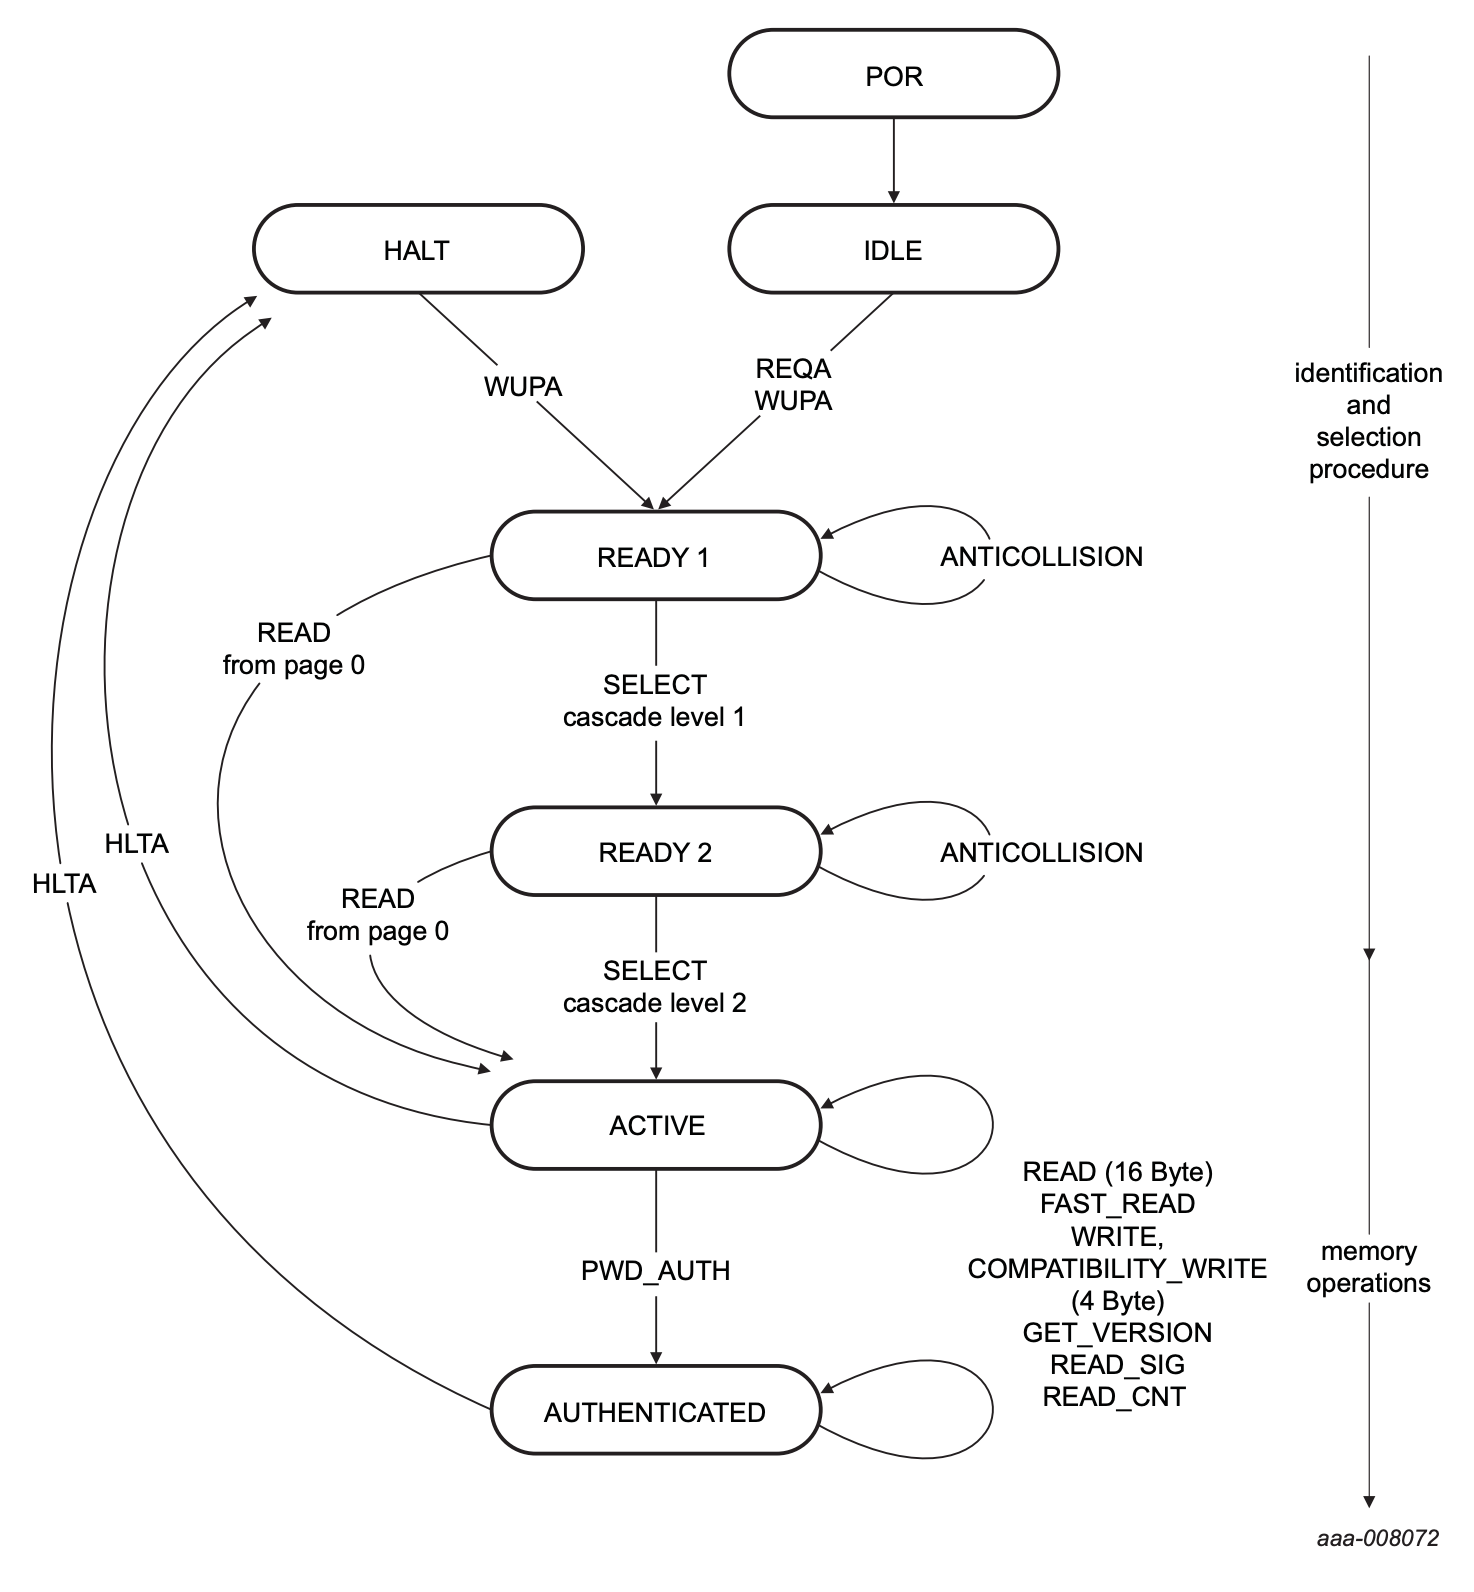 POR
HALT
IDLE
WUPA
REQA
WUPA
identification
and
selection
procedure
READY 1
ANTICOLLISION
READ
from page 0
SELECT
cascade level 1
HLTA
HLTA
READY 2
ANTICOLLISION
READ
from page 0
SELECT
cascade level 2
ACTIVE
READ (16 Byte)
FAST_READ
WRITE,
COMPATIBILITY_WRITE
(4 Byte)
GET_VERSION
READ_SIG
READ_CNT
PWD_AUTH
memory
operations
AUTHENTICATED
aaa-008072